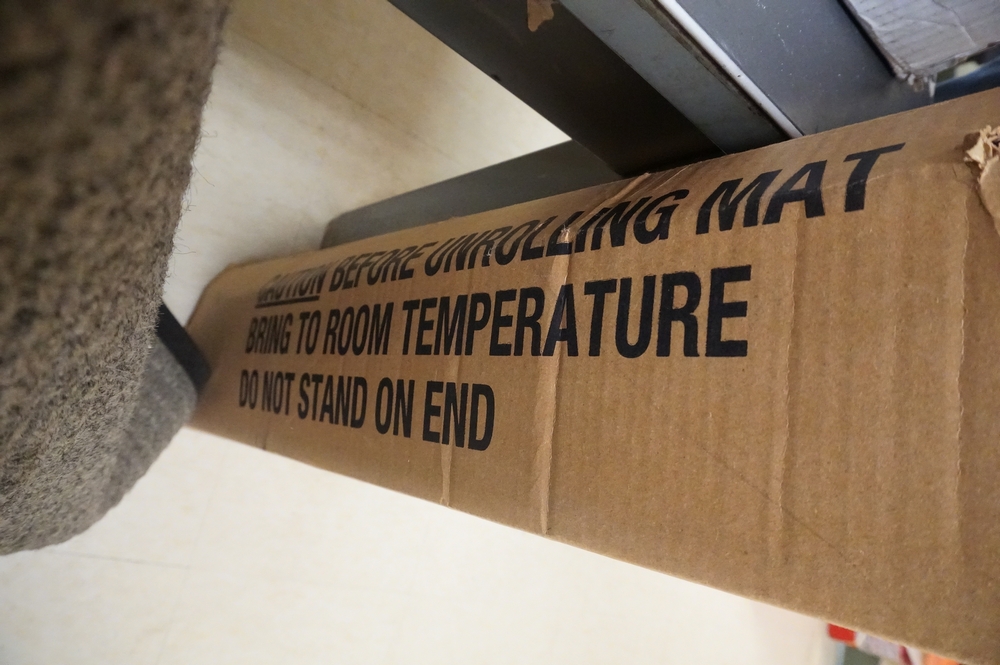 CAUTION BEFORE UNROLLING MAT
BRING TO ROOM TEMPERATURE
DO NOT STAND ON END